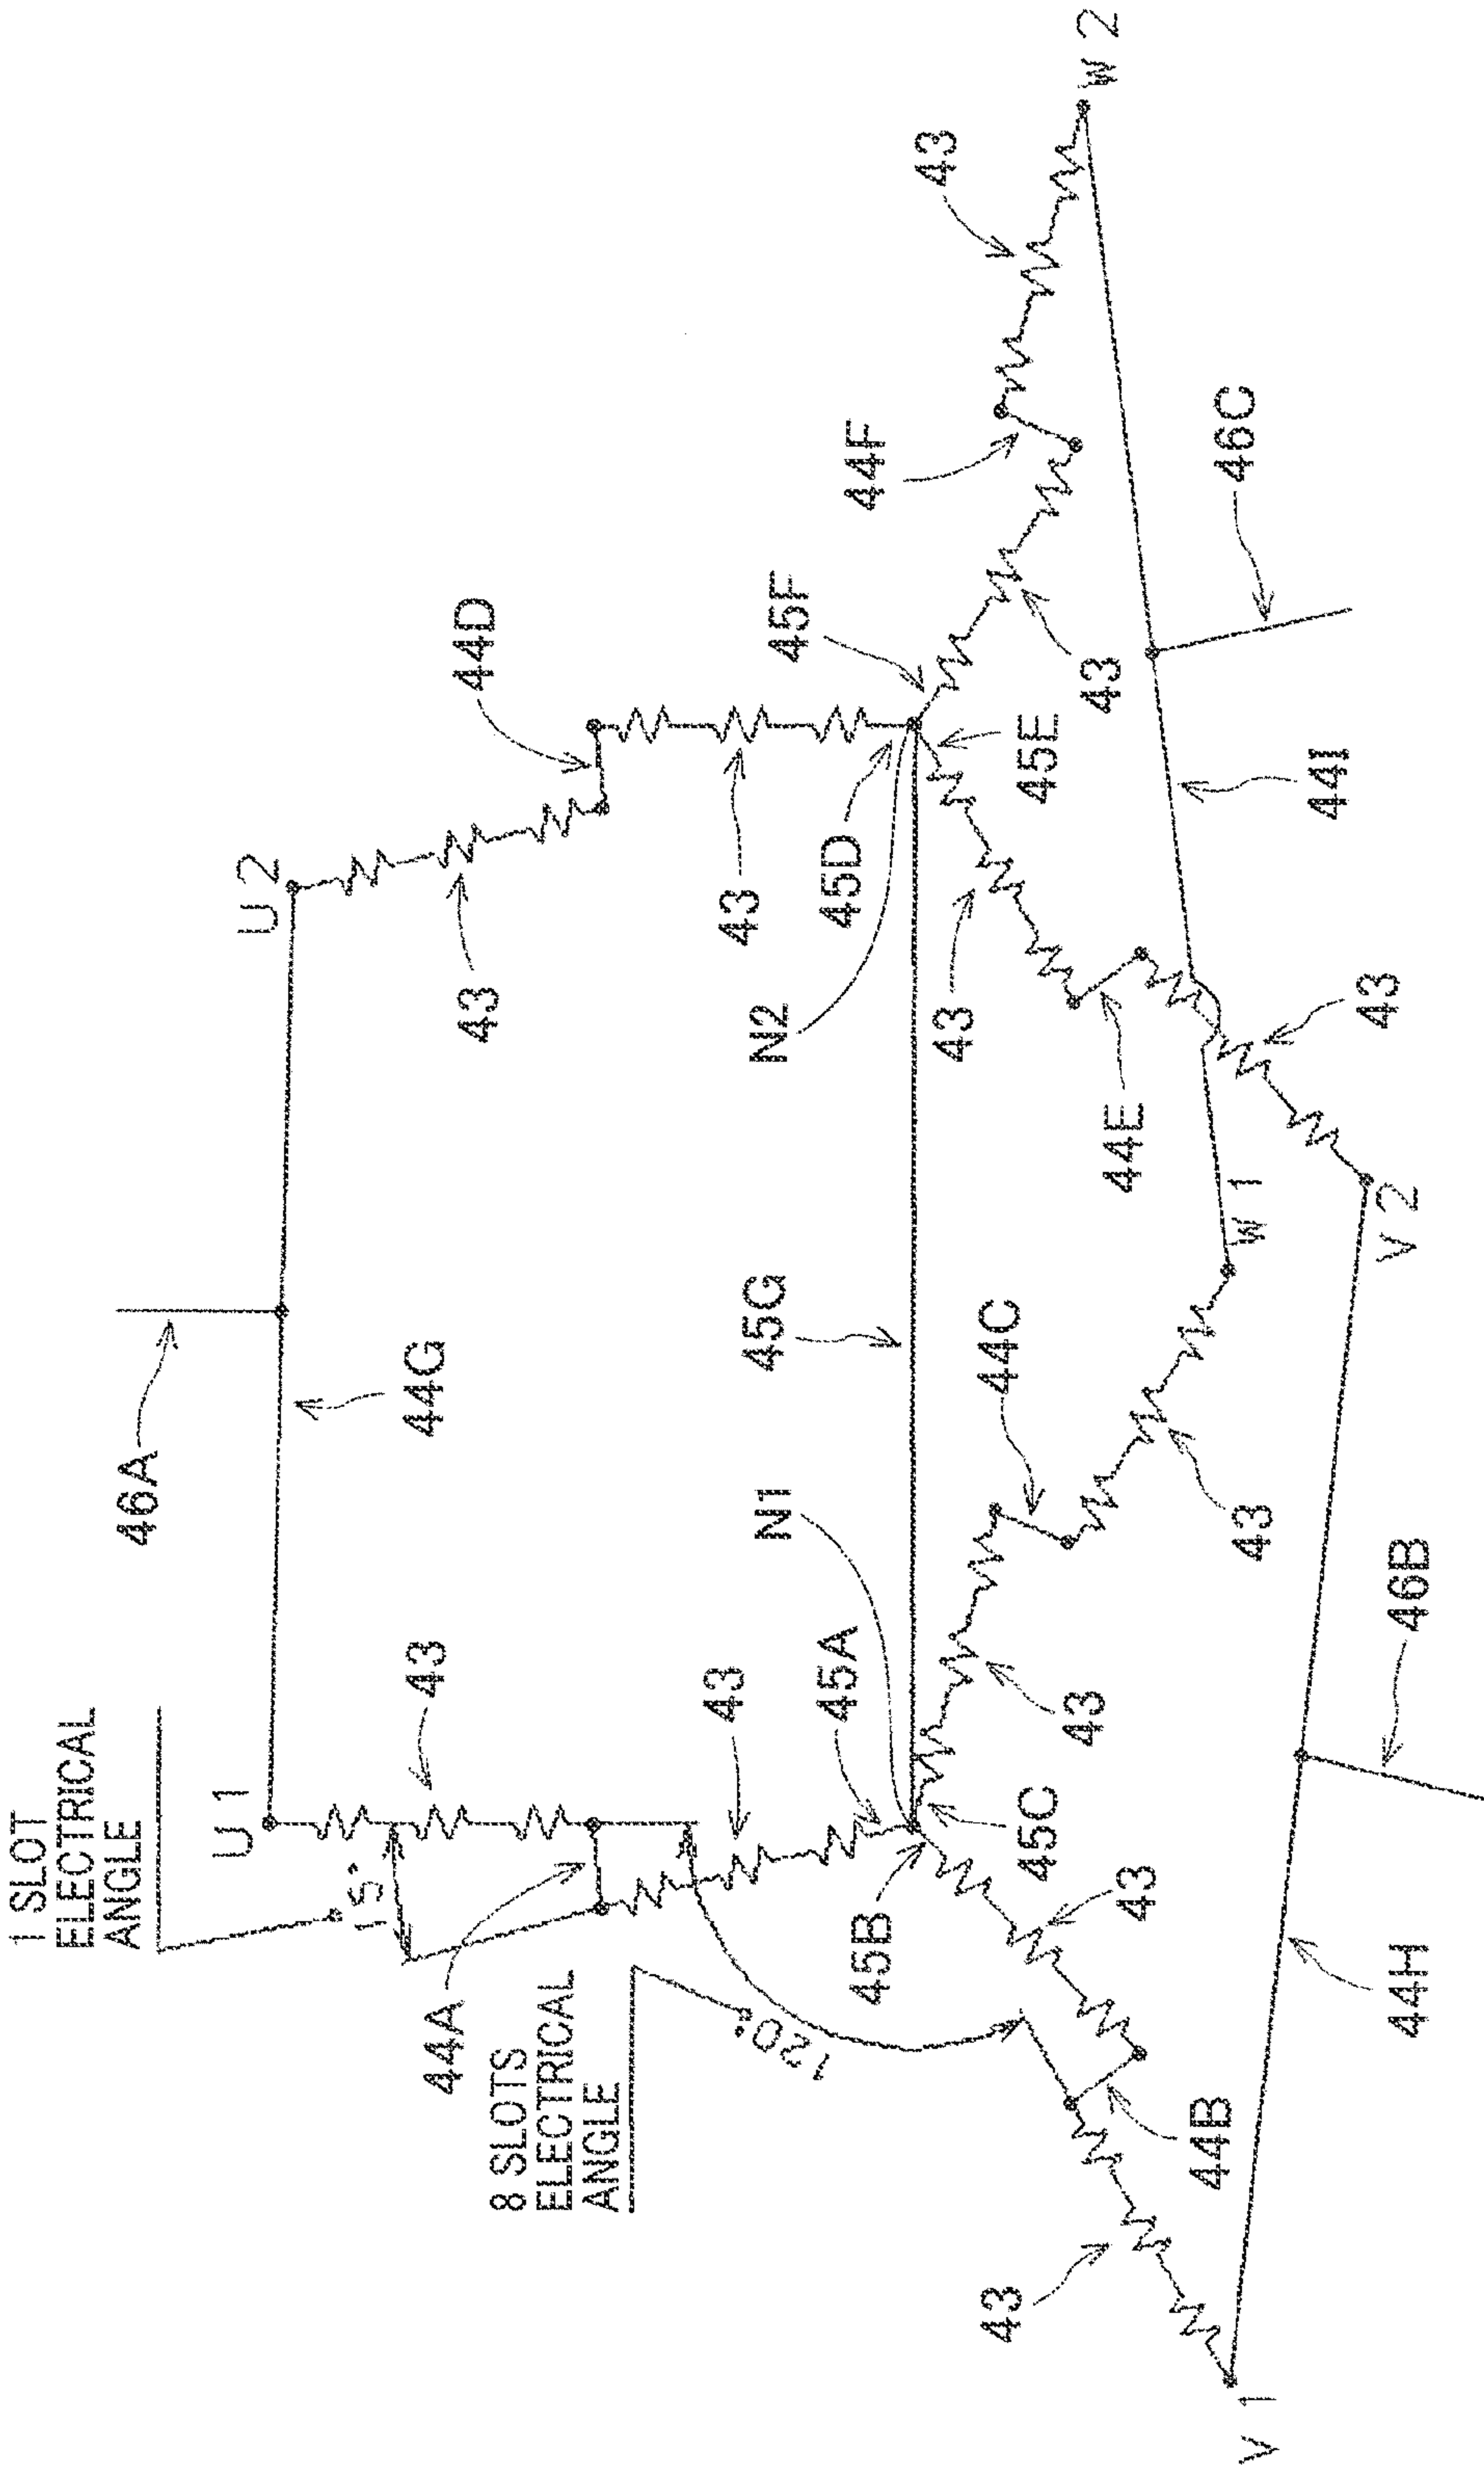 1 SLOT
ELECTRICAL
ANGLE
46A
U 1
U 2
15°
43
44G
44A
43
44D
8 SLOTS
ELECTRICAL
ANGLE
43
43
120°
N1
45G
N2
45F
45A
45D
45B
44F
43
43
43
44C
45C
45E
43
43
W 2
43
44E
44B
46C
V 1
43
W 1
44I
43
44H
46B
V 2